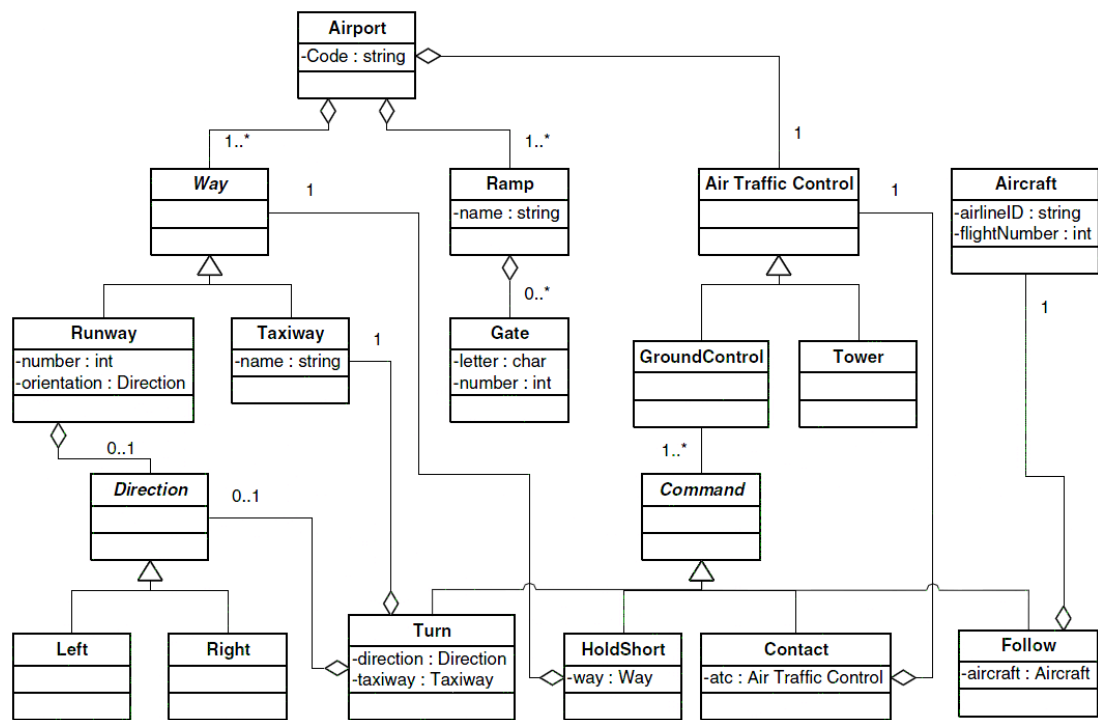 Airport
-Code : string
1..*
1..*
1
Way
1
Ramp
-name : string
Air Traffic Control
1
Aircraft
-airlineID : string
-flightNumber : int
0..*
1
Runway
-number : int
-orientation : Direction
Taxiway
-name : string
1
Gate
-letter : char
-number : int
GroundControl
Tower
0..1
1..*
Direction
0..1
Command
Left
Right
Turn
-direction : Direction
-taxiway : Taxiway
HoldShort
-way : Way
Contact
-atc : Air Traffic Control
Follow
-aircraft : Aircraft